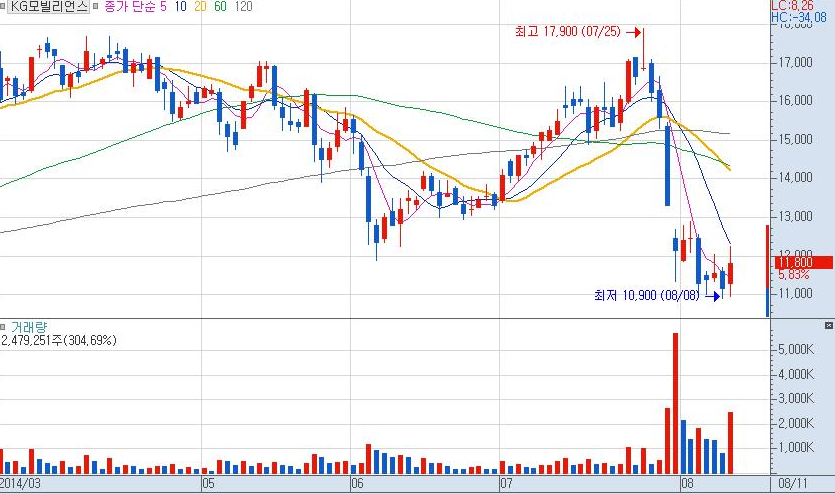 KG모빌리언스 종가 단순 5 10 20 60 120
LC:8,26
HC:-34,08
최고 17,900 (07/25)
18,000
17,000
16,000
15,000
14,000
13,000
12,000
11,800
5,83%
11,000
최저 10,900 (08/08)
거래량
2,479,251주(304,69%)
5,000K
4,000K
3,000K
2,000K
1,000K
2014/03 05 06 07 08 08/11